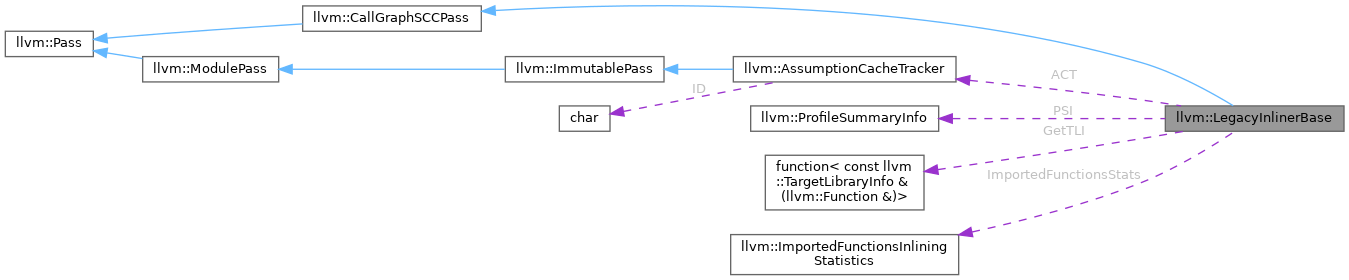 llvm::CallGraphSCCPass
llvm::Pass
llvm::ModulePass
llvm::ImmutablePass
llvm::AssumptionCacheTracker
ACT
ID
char
llvm::ProfileSummaryInfo
PSI
llvm::LegacyInlinerBase
GetTLI
function< const llvm
::TargetLibraryInfo &
(llvm::Function &)>
ImportedFunctionsStats
llvm::ImportedFunctionsInlining
Statistics